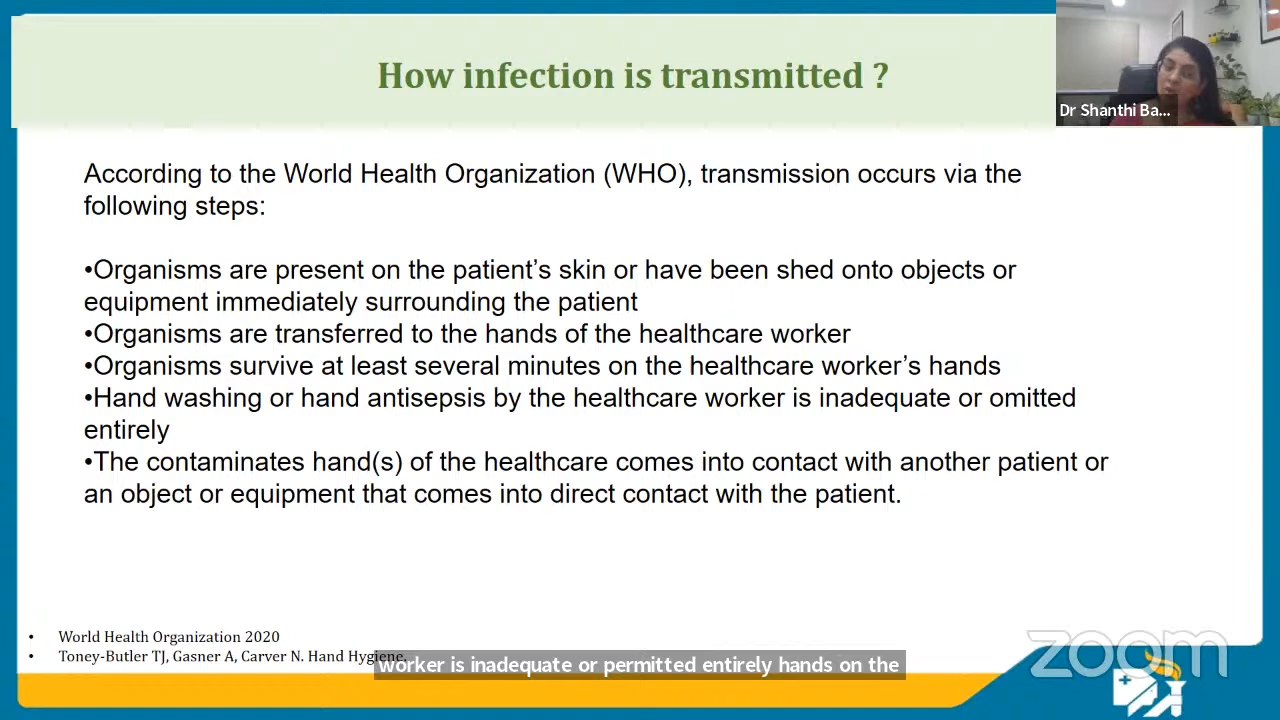 How infection is transmitted ?
Dr Shanthi Ba...
According to the World Health Organization (WHO), transmission occurs via the
following steps:
•Organisms are present on the patient’s skin or have been shed onto objects or
equipment immediately surrounding the patient
•Organisms are transferred to the hands of the healthcare worker
•Organisms survive at least several minutes on the healthcare worker’s hands
•Hand washing or hand antisepsis by the healthcare worker is inadequate or omitted
entirely
•The contaminates hand(s) of the healthcare comes into contact with another patient or
an object or equipment that comes into direct contact with the patient.
• World Health Organization 2020
• Toney-Butler TJ, Gasner A, Carver N. Hand Hygiene.
worker is inadequate or permitted entirely hands on the
zoom